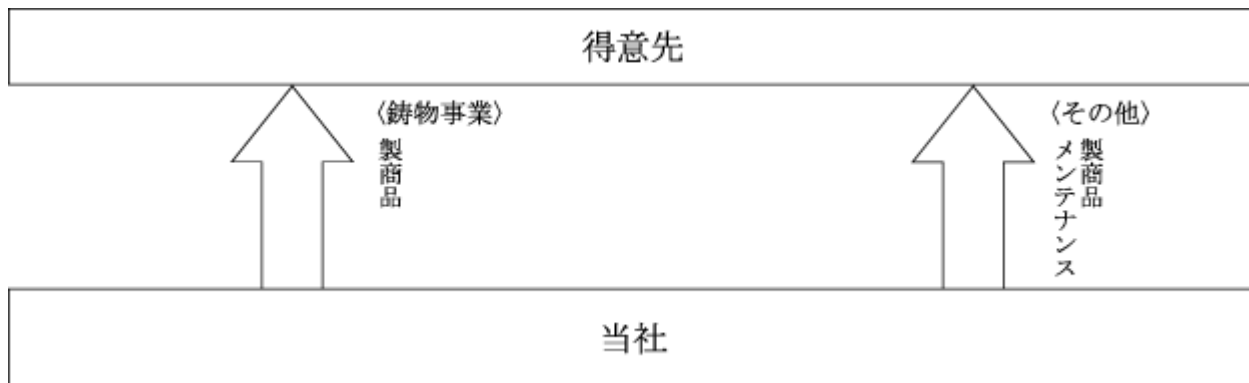 得意先
〈鋳物事業〉
製商品
〈その他〉
製商品
メンテナンス
当社